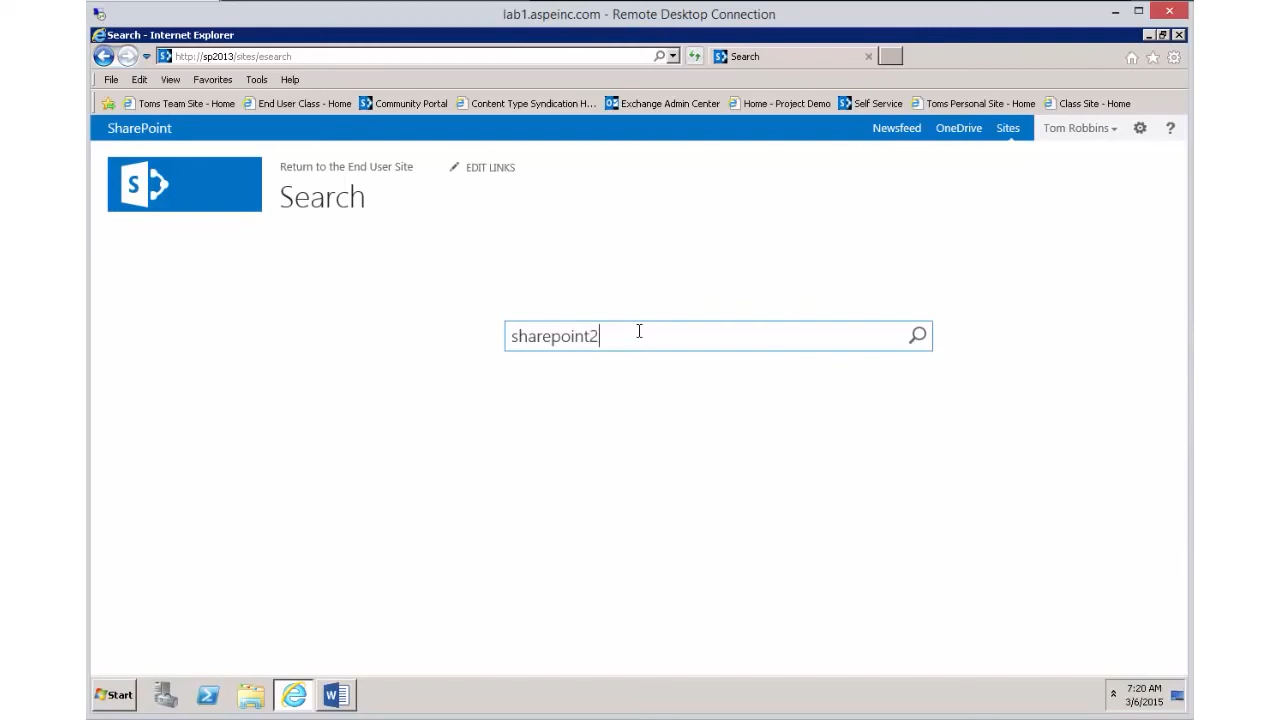 lab1.aspeinc.com - Remote Desktop Connection
Search - Internet Explorer
http://sp2013/sites/esearch
Search
File Edit View Favorites Tools Help
Toms Team Site - Home End User Class - Home Community Portal Content Type Syndication H... Exchange Admin Center Home - Project Demo Self Service Toms Personal Site - Home Class Site - Home
SharePoint
Newsfeed OneDrive Sites Tom Robbins ?
Return to the End User Site EDIT LINKS
Search
sharepoint2
Start
7:20 AM
3/6/2015